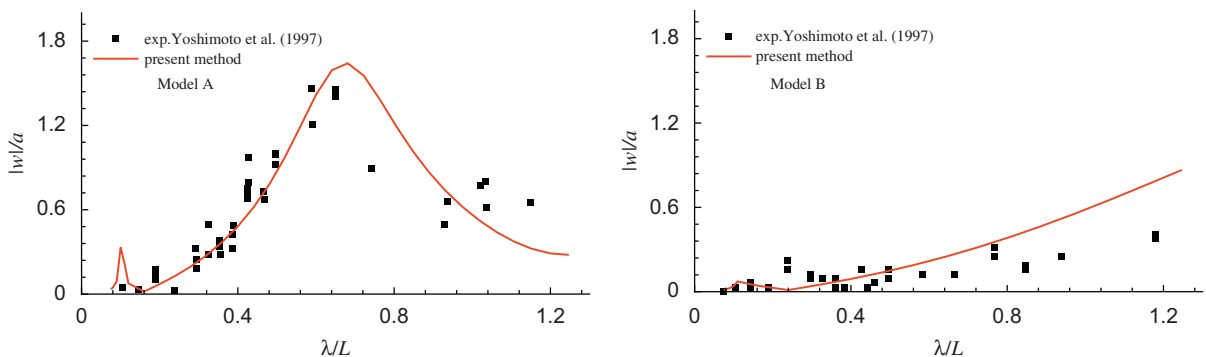 1.8
exp.Yoshimoto et al. (1997)
present method
Model A
1.2
|w|/a
0.6
0
0
0.4
0.8
1.2
λ/L
1.8
exp.Yoshimoto et al. (1997)
present method
Model B
1.2
|w|/a
0.6
0
0
0.4
0.8
1.2
λ/L